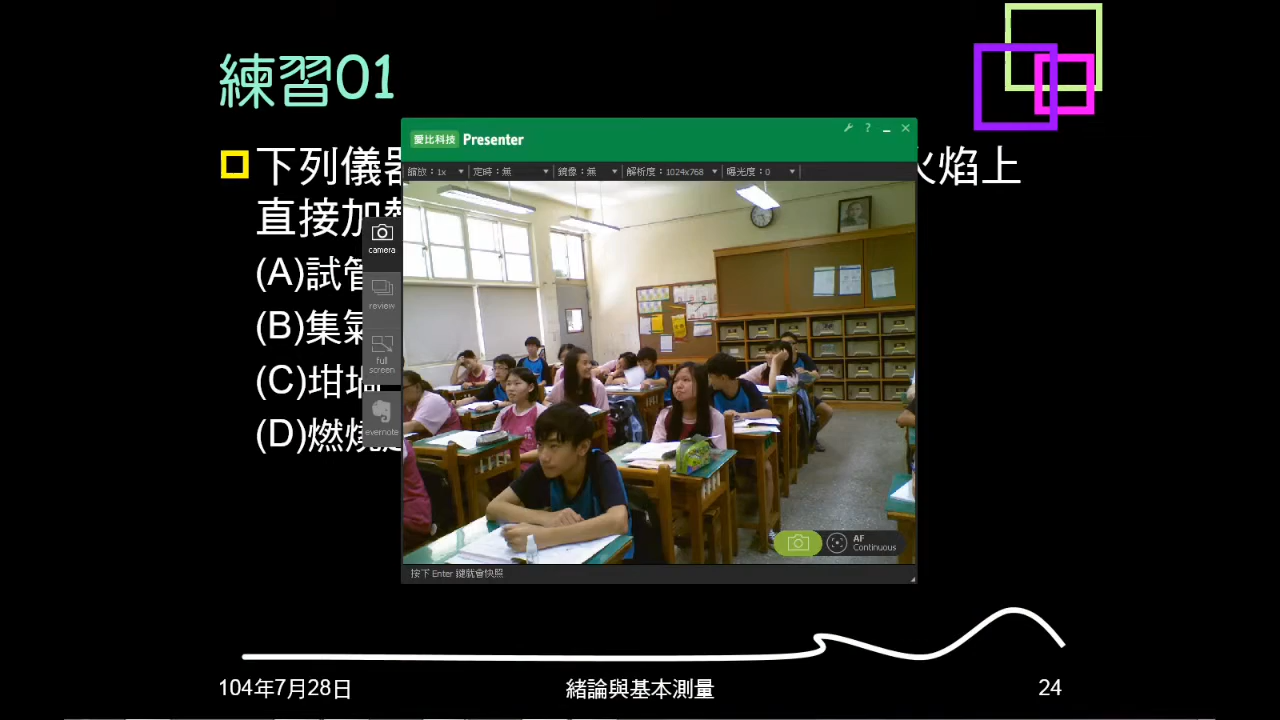 練習01
愛比科技 Presenter
縮放：1x 定時：無 鏡像：無 解析度：1024x768 曝光度：0
下列儀 火焰上
直接加
camera
(A)試管
review
(B)集氣
full
screen
(C)坩堝
evernote
(D)燃燒
AF
Continuous
按下 Enter 鍵就會快照
104年7月28日 緒論與基本測量 24